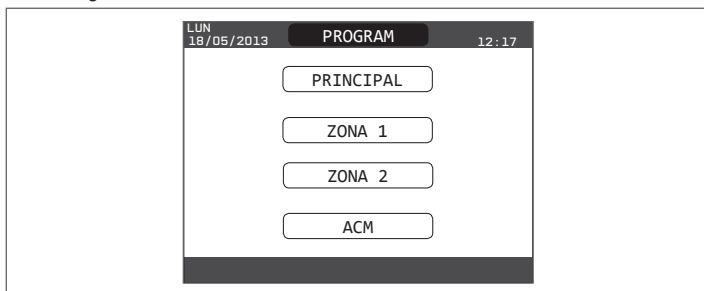 LUN
18/05/2013
PROGRAM
12:17
PRINCIPAL
ZONA 1
ZONA 2
ACM